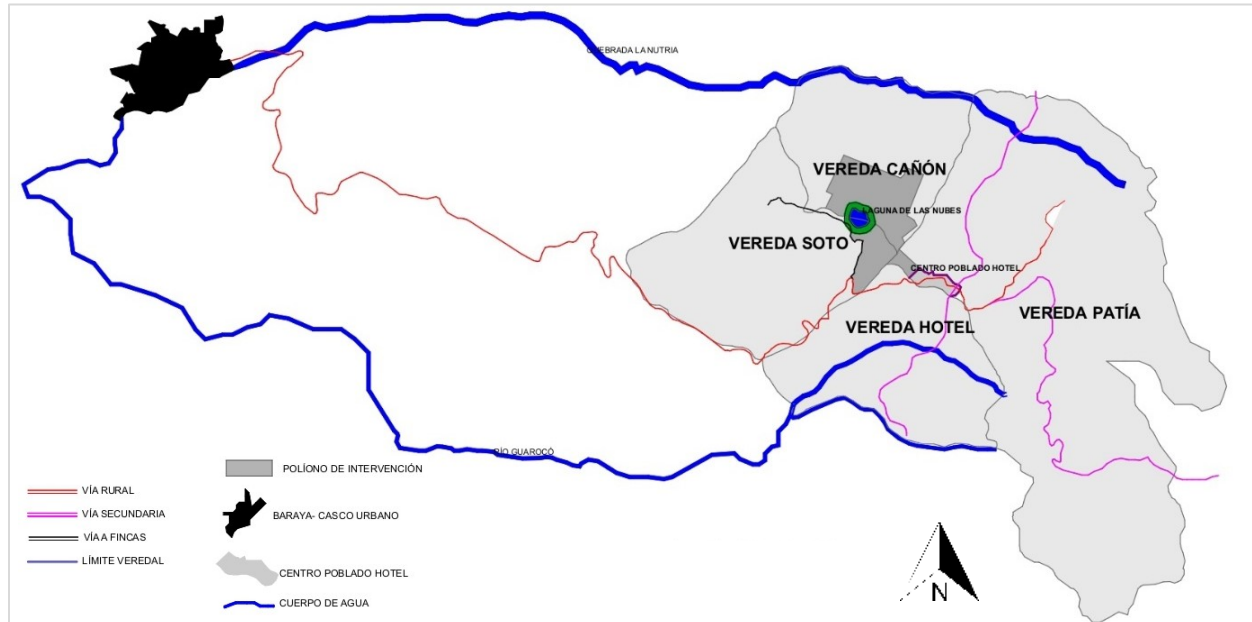 QUEBRADA LA NUTRIA
VEREDA CAÑÓN
LAGUNA DE LAS NUBES
VEREDA SOTO
CENTRO POBLADO HOTEL
VEREDA HOTEL
VEREDA PATÍA
RÍO GUAROCÓ
POLÍONO DE INTERVENCIÓN
VÍA RURAL
VÍA SECUNDARIA
BARAYA- CASCO URBANO
VÍA A FINCAS
LÍMITE VEREDAL
CENTRO POBLADO HOTEL
CUERPO DE AGUA
N